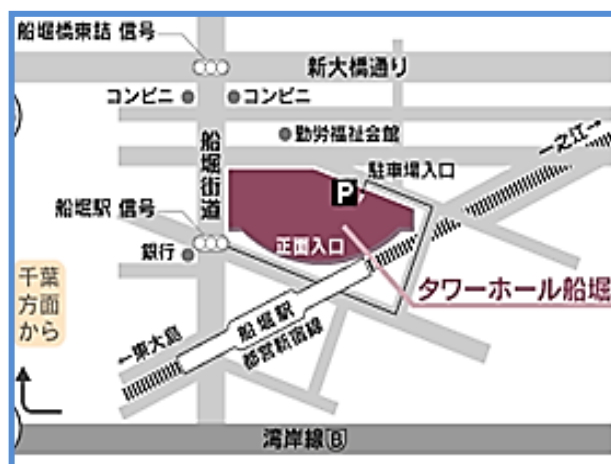 船堀橋東詰 信号
新大橋通り
コンビニ
コンビニ
勤労福祉会館
船堀街道
一之江→
駐車場入口
P
船堀駅 信号
正面入口
銀行
千葉
方面
から
タワーホール船堀
船堀駅
都営新宿線
←東大島
湾岸線B